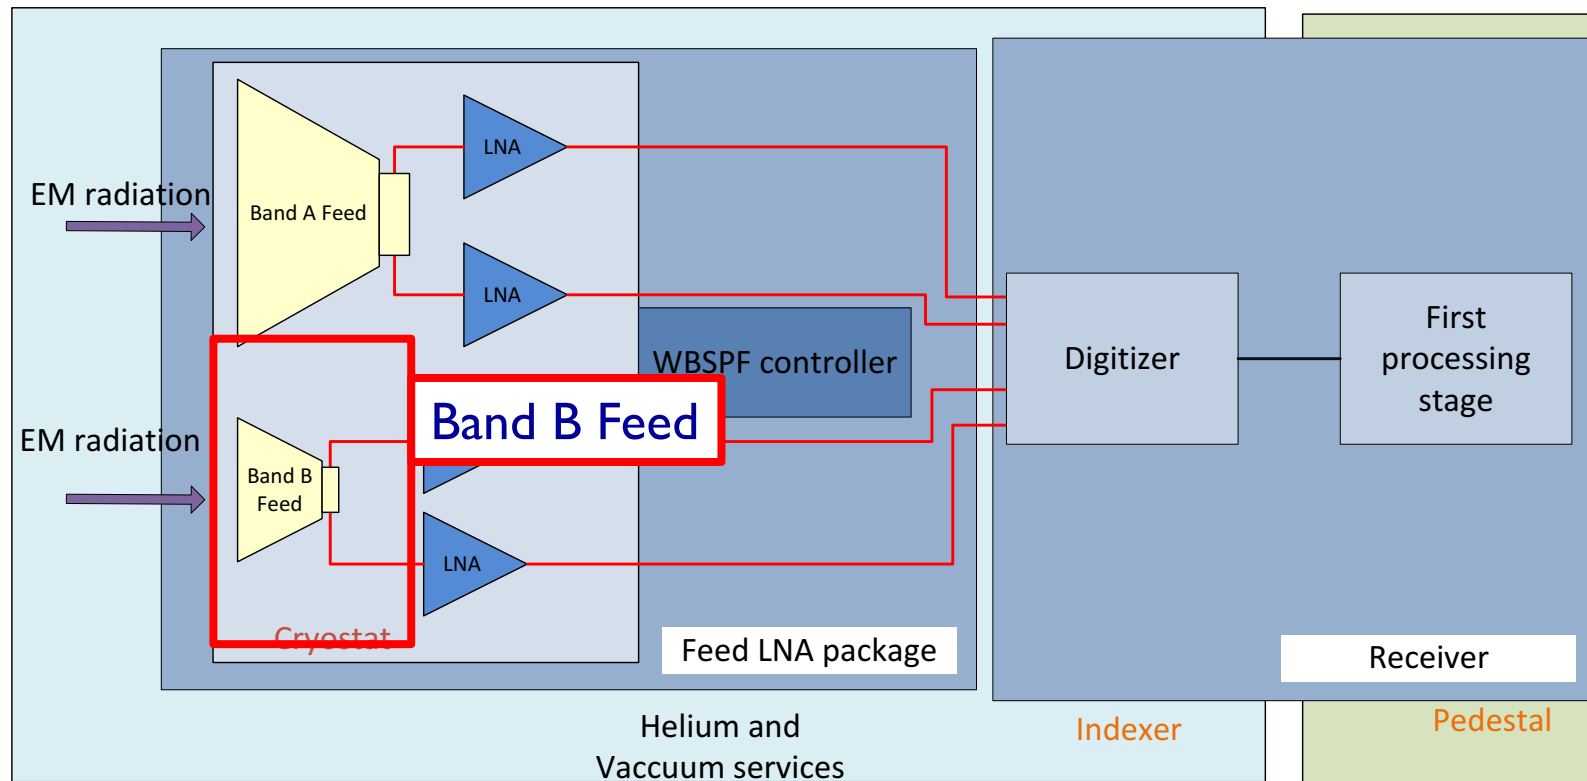 EM radiation
Band A Feed
LNA
LNA
WBSPF controller
Digitizer
First
processing
stage
Band B Feed
EM radiation
Band B
Feed
LNA
Cryostat
Feed LNA package
Receiver
Helium and
Vaccuum services
Indexer
Pedestal